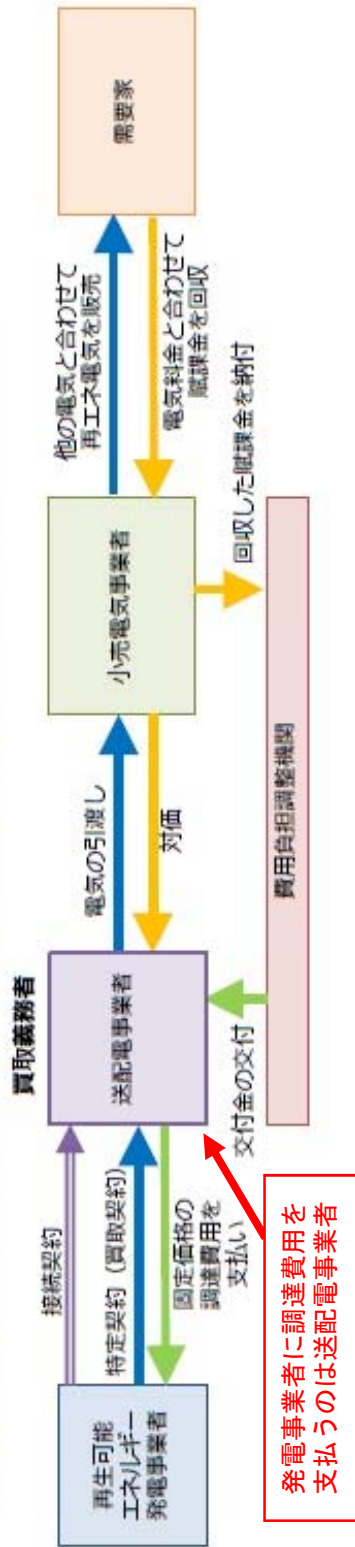 買取義務者
再生可能
エネルギー
発電事業者
接続契約
特定契約（買取契約）
固定価格の
調達費用を
支払い
送配電事業者
電気の引渡し
対価
小売電気事業者
他の電気と合わせて
再エネ電気を販売
電気料金と合わせて
賦課金を回収
需要家
交付金の交付
回収した賦課金を納付
費用負担調整機関
発電事業者に調達費用を
支払うのは送配電事業者